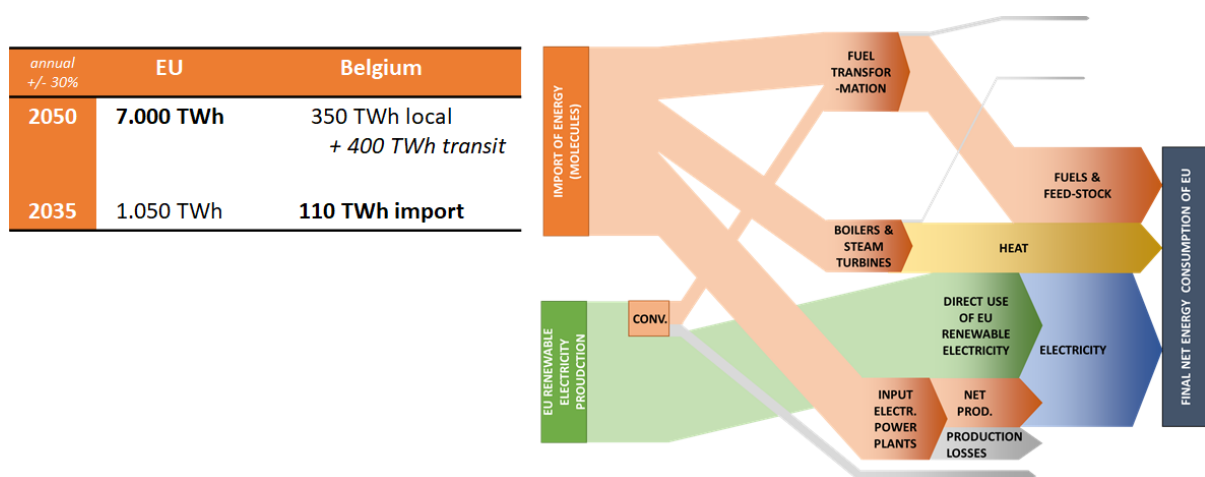 annual
+/- 30%
EU
Belgium
2050
7.000 TWh
350 TWh local
+ 400 TWh transit
2035
1.050 TWh
110 TWh import
IMPORT OF ENERGY
(MOLECULES)
EU RENEWABLE
ELECTRICITY
PROUDCTION
CONV.
FUEL
TRANSFOR
-MATION
BOILERS &
STEAM
TURBINES
FUELS &
FEED-STOCK
HEAT
DIRECT USE
OF EU
RENEWABLE
ELECTRICITY
ELECTRICITY
INPUT
ELECTR.
POWER
PLANTS
NET
PROD.
PRODUCTION
LOSSES
FINAL NET ENERGY CONSUMPTION OF EU